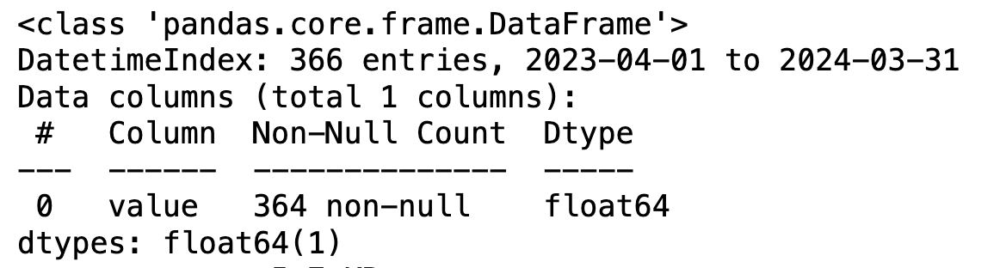 <class 'pandas.core.frame.DataFrame'>
DatetimeIndex: 366 entries, 2023-04-01 to 2024-03-31
Data columns (total 1 columns):
 #   Column  Non-Null Count  Dtype
---  ------  --------------  -----
 0   value   364 non-null    float64
dtypes: float64(1)